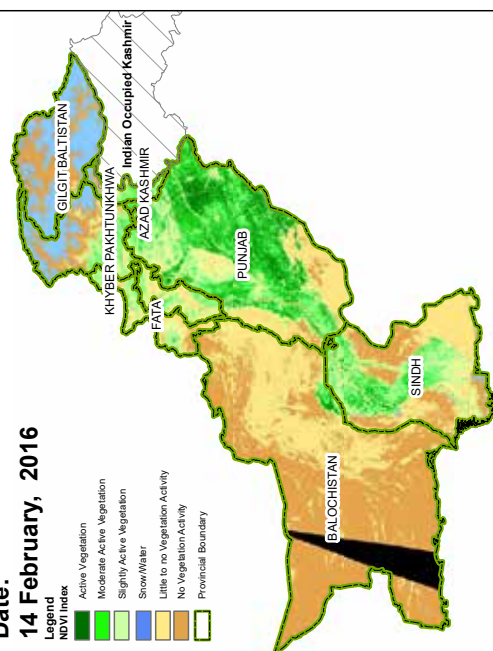 Date:
14 February, 2016
Legend
NDVI Index
Active Vegetation
Moderate Active Vegetation
Slightly Active Vegetation
Snow/Water
Little to no Vegetation Activity
No Vegetation Activity
Provincial Boundary
GILGIT BALTISTAN
KHYBER PAKHTUNKHWA
Indian Occupied Kashmir
AZAD KASHMIR
FATA
PUNJAB
BALOCHISTAN
SINDH